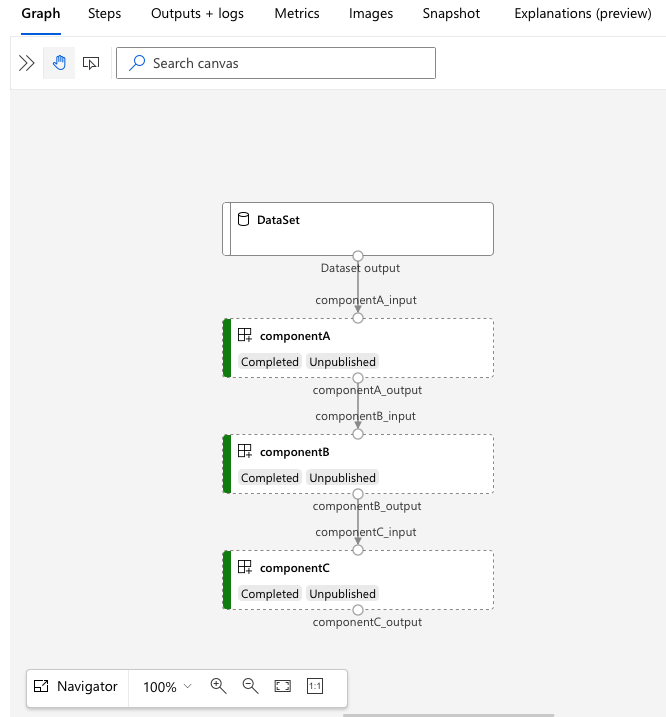 Graph Steps Outputs + logs Metrics Images Snapshot Explanations (preview)
Search canvas
DataSet
Dataset output
componentA_input
componentA
Completed Unpublished
componentA_output
componentB_input
componentB
Completed Unpublished
componentB_output
componentC_input
componentC
Completed Unpublished
componentC_output
Navigator 100% 1:1